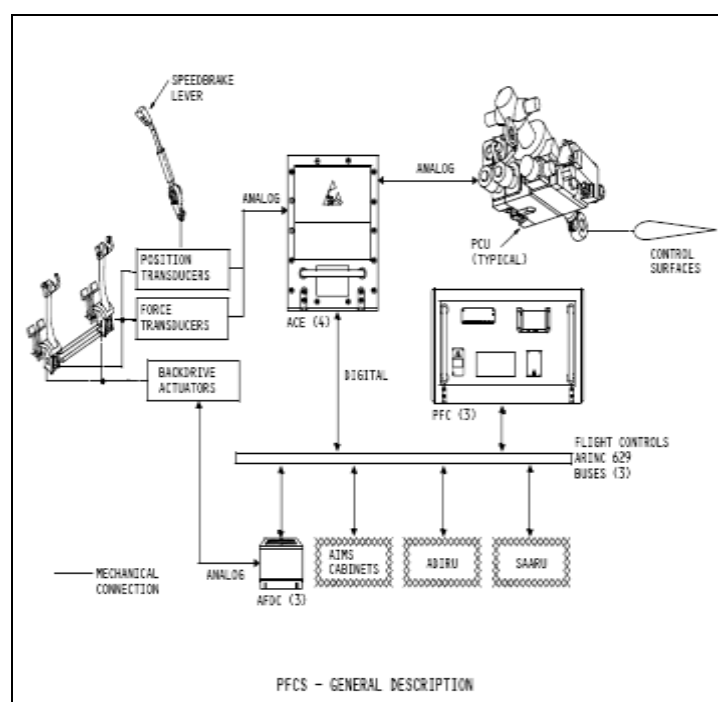 SPEEDBRAKE
LEVER
ANALOG
ANALOG
POSITION
TRANSDUCERS
PCU
(TYPICAL)
CONTROL
SURFACES
FORCE
TRANSDUCERS
ACE (4)
BACKDRIVE
ACTUATORS
DIGITAL
PFC (3)
FLIGHT CONTROLS
ARINC 629
BUSES (3)
MECHANICAL
CONNECTION
ANALOG
AFDC (3)
AIMS
CABINETS
ADIRU
SAARU
PFCS - GENERAL DESCRIPTION